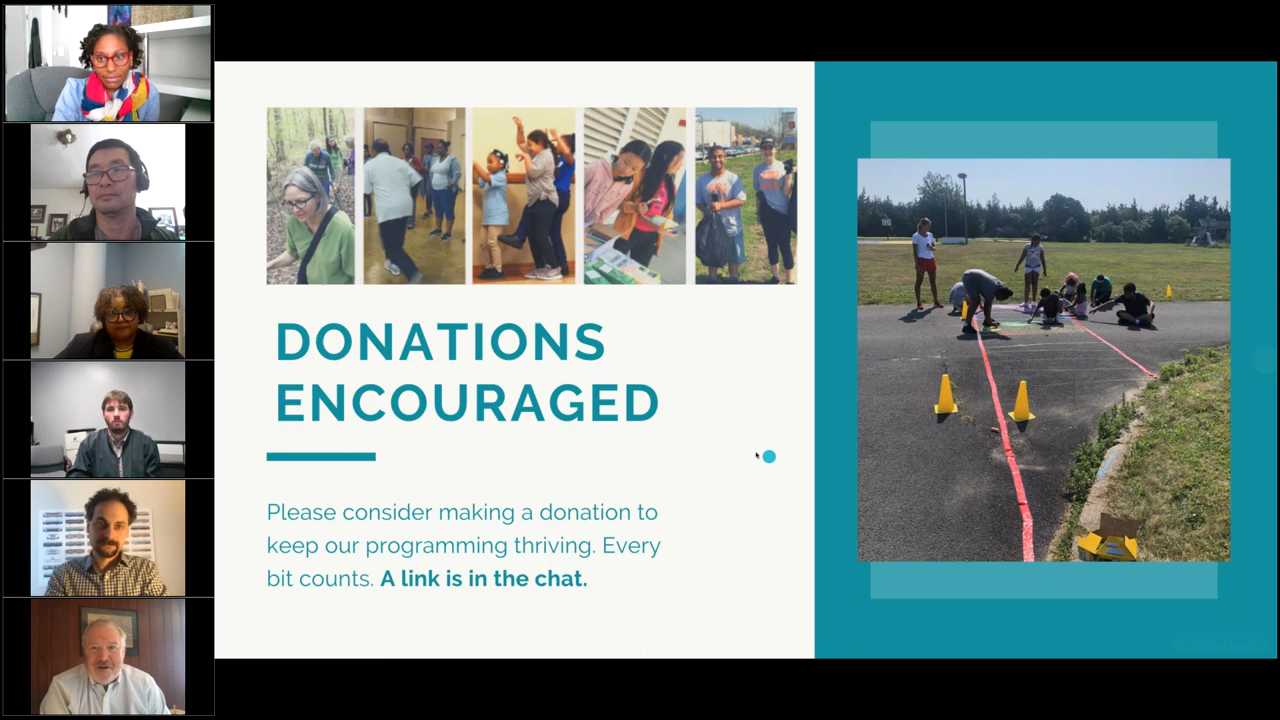 DONATIONS
ENCOURAGED
Please consider making a donation to
keep our programming thriving. Every
bit counts. A link is in the chat.